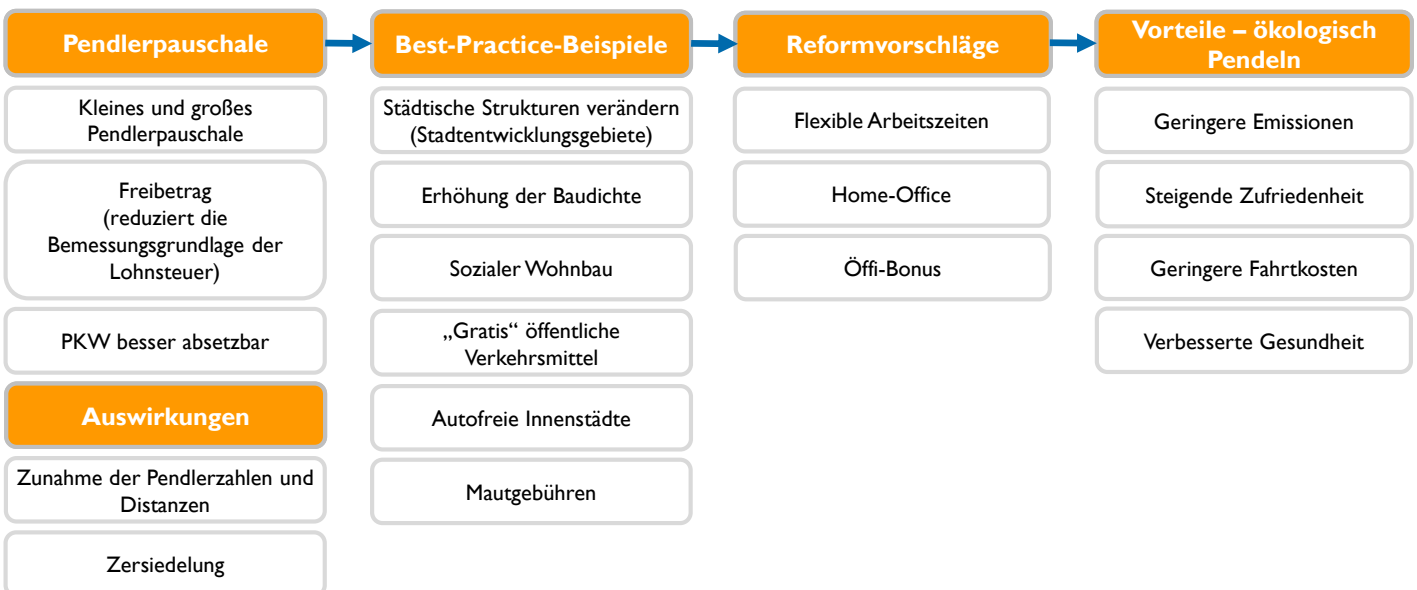 Pendlerpauschale
Kleines und großes
Pendlerpauschale
Freibetrag
(reduziert die
Bemessungsgrundlage der
Lohnsteuer)
PKW besser absetzbar
Auswirkungen
Zunahme der Pendlerzahlen und
Distanzen
Zersiedelung
Best-Practice-Beispiele
Städtische Strukturen verändern
(Stadtentwicklungsgebiete)
Erhöhung der Baudichte
Sozialer Wohnbau
„Gratis“ öffentliche
Verkehrsmittel
Autofreie Innenstädte
Mautgebühren
Reformvorschläge
Flexible Arbeitszeiten
Home-Office
Öffi-Bonus
Vorteile – ökologisch
Pendeln
Geringere Emissionen
Steigende Zufriedenheit
Geringere Fahrtkosten
Verbesserte Gesundheit